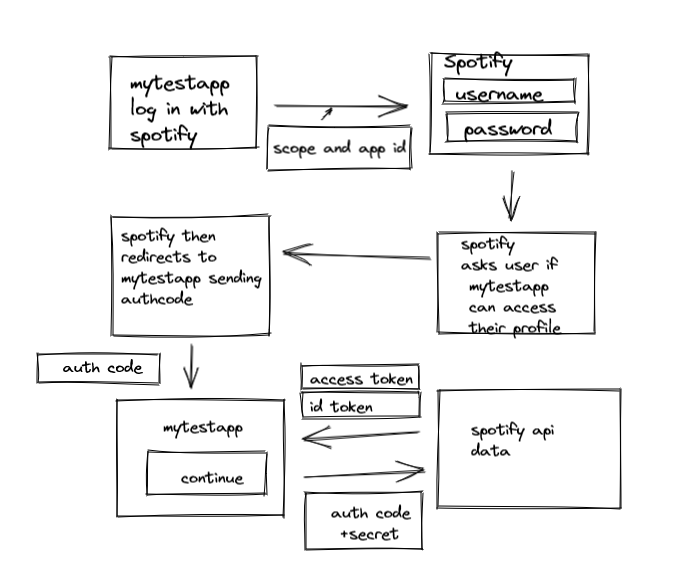 mytestapp
log in with
spotify
scope and app id
Spotify
username
password
spotify
asks user if
mytestapp
can access
their profile
spotify then
redirects to
mytestapp sending
authcode
auth code
mytestapp
continue
access token
id token
auth code
+secret
spotify api
data